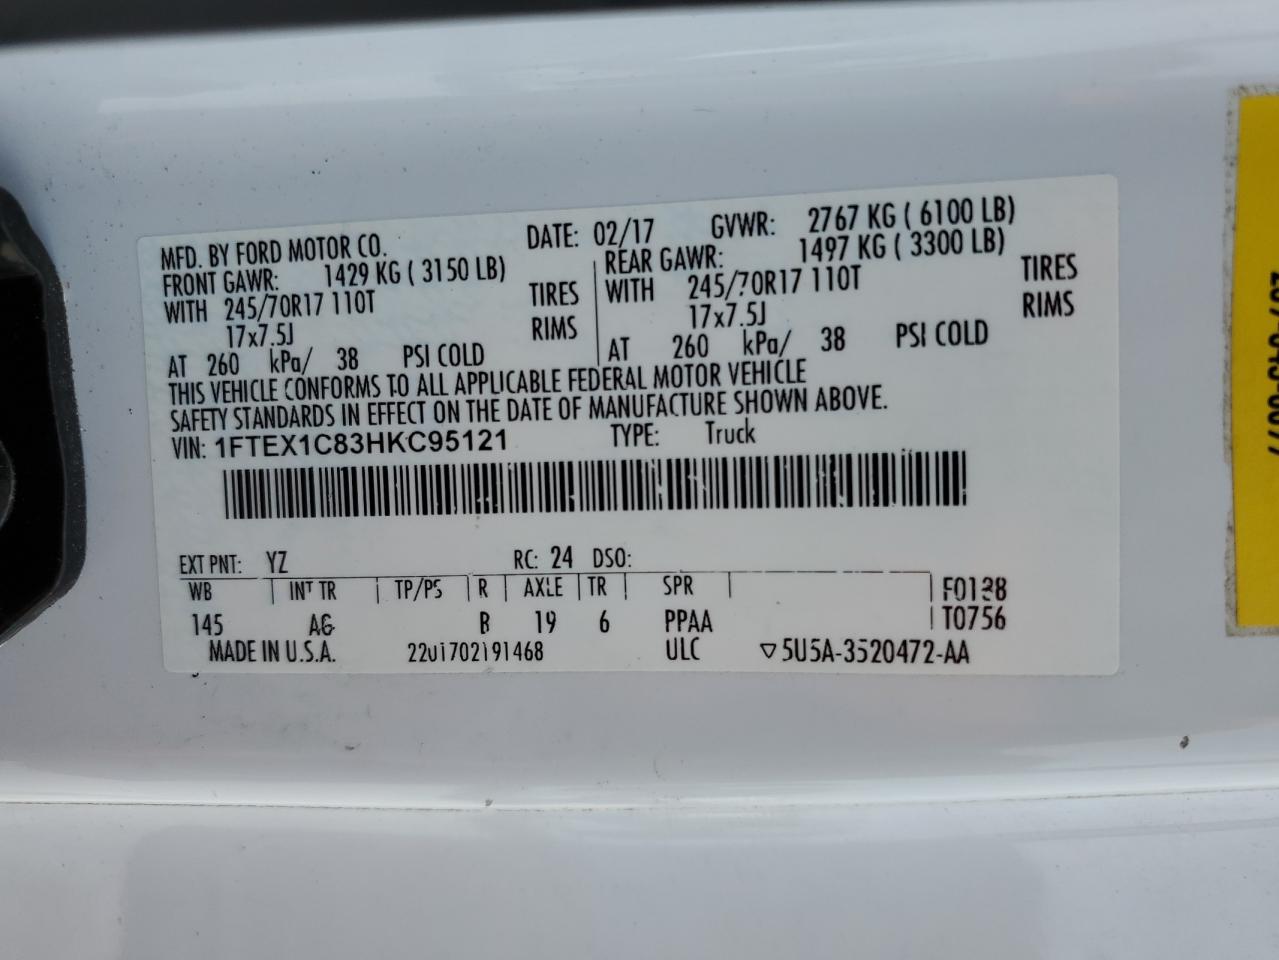 MFD. BY FORD MOTOR CO. DATE: 02/17 GVWR: 2767 KG ( 6100 LB)
FRONT GAWR: 1429 KG ( 3150 LB) REAR GAWR: 1497 KG ( 3300 LB)
WITH 245/70R17 110T TIRES WITH 245/70R17 110T TIRES
17x7.5J RIMS 17x7.5J RIMS
AT 260 kPa/ 38 PSI COLD AT 260 kPa/ 38 PSI COLD
THIS VEHICLE CONFORMS TO ALL APPLICABLE FEDERAL MOTOR VEHICLE
SAFETY STANDARDS IN EFFECT ON THE DATE OF MANUFACTURE SHOWN ABOVE.
VIN: 1FTEX1C83HKC95121 TYPE: Truck
EXT PNT: YZ RC: 24 DSO:
WB INT TR TP/PS R AXLE TR SPR
145 AG B 19 6 PPAA T0756
MADE IN U.S.A. ULC ▽5U5A-3520472-AA